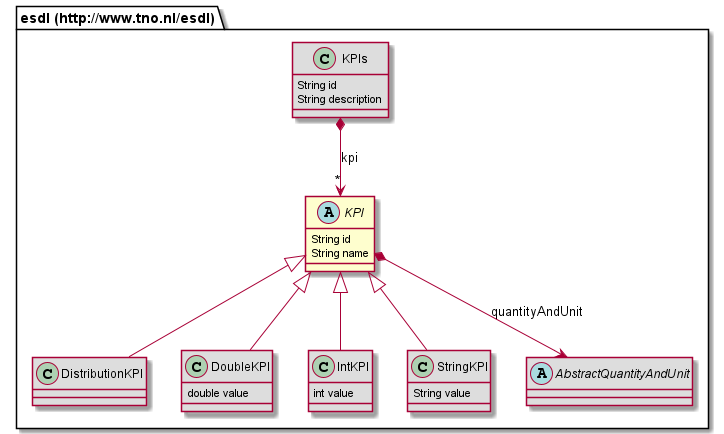 esdl (http://www.tno.nl/esdl)
C KPIs
String id
String description
kpi
*
A KPI
String id
String name
quantityAndUnit
C DistributionKPI
C DoubleKPI
double value
C IntKPI
int value
C StringKPI
String value
A AbstractQuantityAndUnit